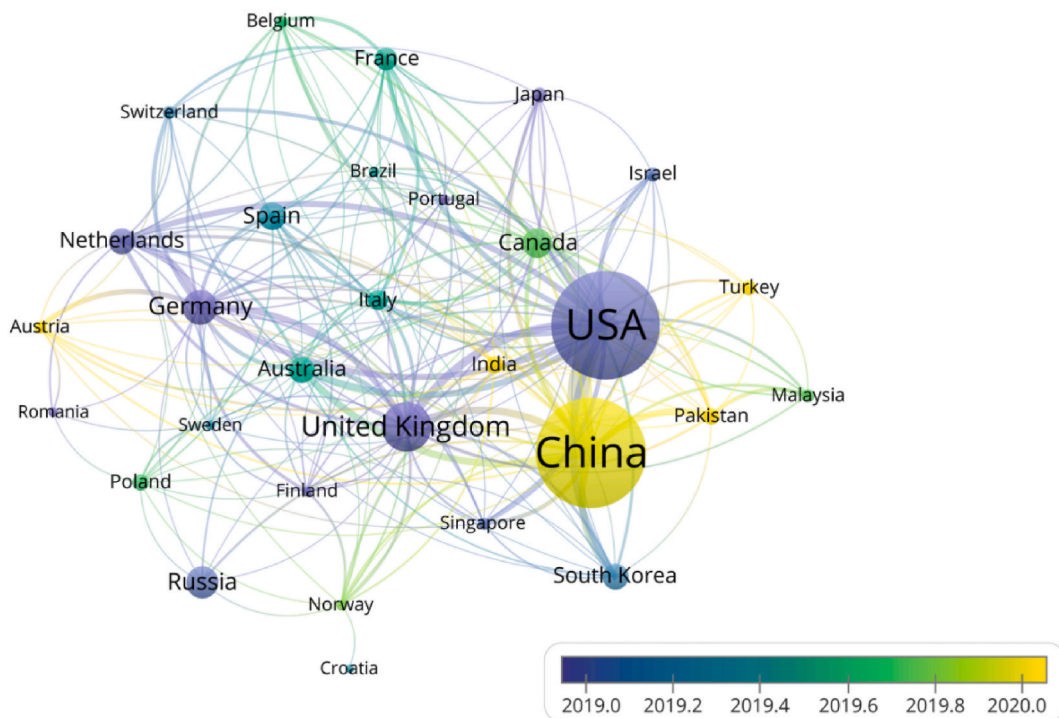 Belgium
France
Japan
Switzerland
Brazil
Israel
Portugal
Spain
Netherlands
Canada
Turkey
Germany
Italy
USA
Austria
Australia
India
Malaysia
Romania
Pakistan
Sweden
United Kingdom
China
Poland
Finland
Singapore
Russia
South Korea
Norway
Croatia
2019.0 2019.2 2019.4 2019.6 2019.8 2020.0